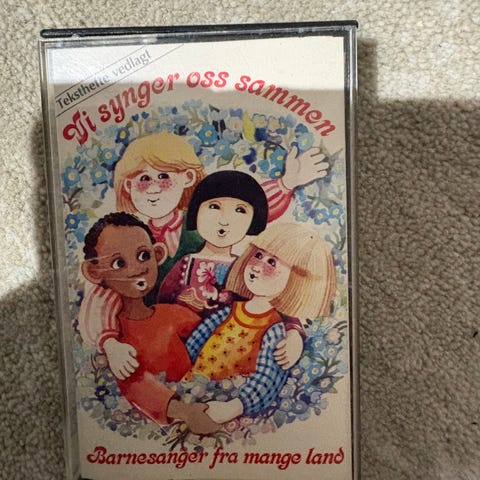 Teksthefte vedlagt
Vi synger oss sammen
Barnesanger fra mange land